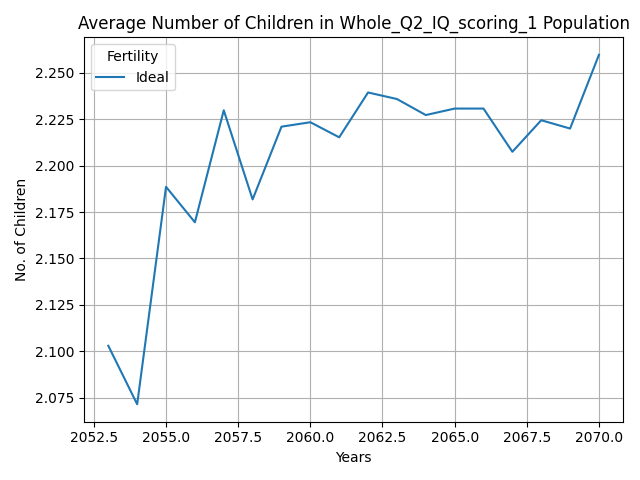 Average Number of Children in Whole_Q2_IQ_scoring_1 Population
Fertility
Ideal
No. of Children
2.250
2.225
2.200
2.175
2.150
2.125
2.100
2.075
2052.5 2055.0 2057.5 2060.0 2062.5 2065.0 2067.5 2070.0
Years